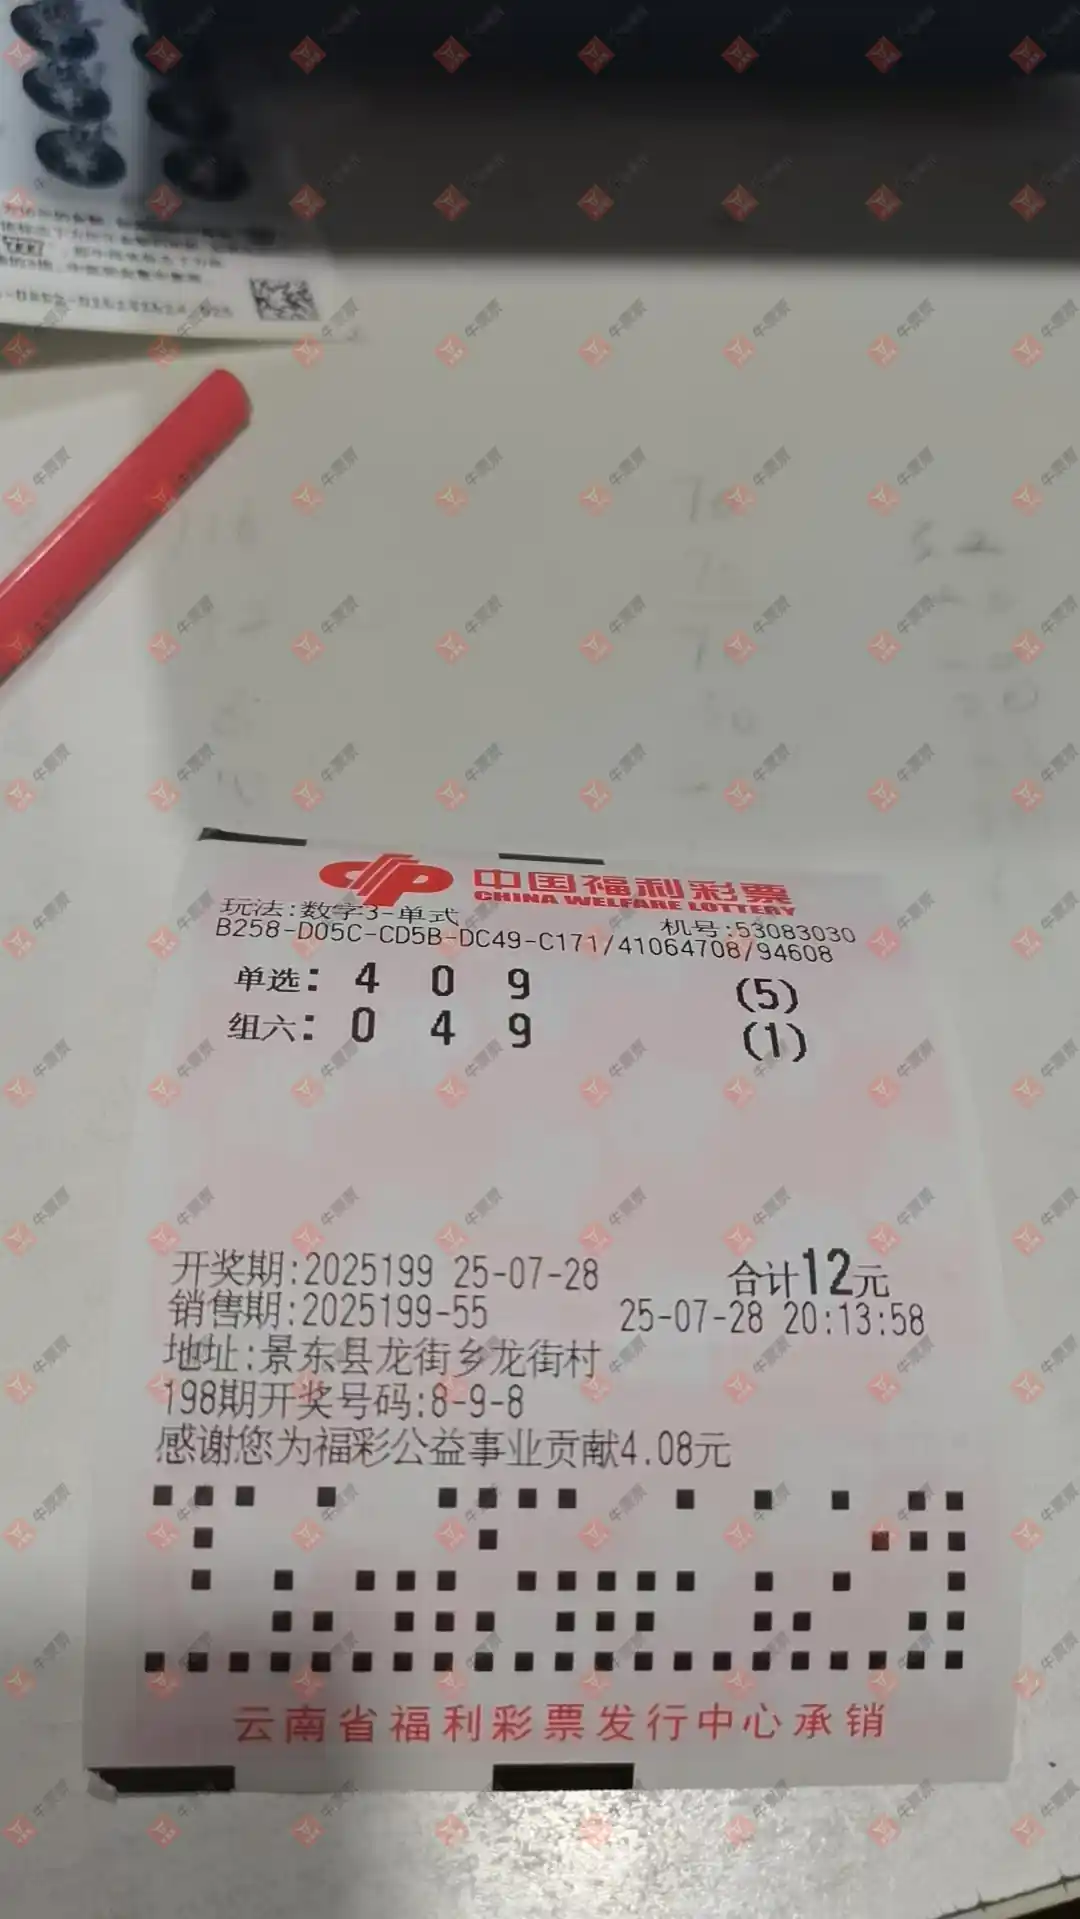 中国福利彩票
CHINA WELFARE LOTTERY
玩法:数字3-单式
机号:53083030
B258-D05C-CD5B-DC49-C171/41064708/94608
单选: 4 0 9 (5)
组六: 0 4 9 (1)
开奖期:2025199 25-07-28
合计12元
销售期:2025199-55
25-07-28 20:13:58
地址:景东县龙街乡龙街村
198期开奖号码:8-9-8
感谢您为福彩公益事业贡献4.08元
云南省福利彩票发行中心承销
牛票票